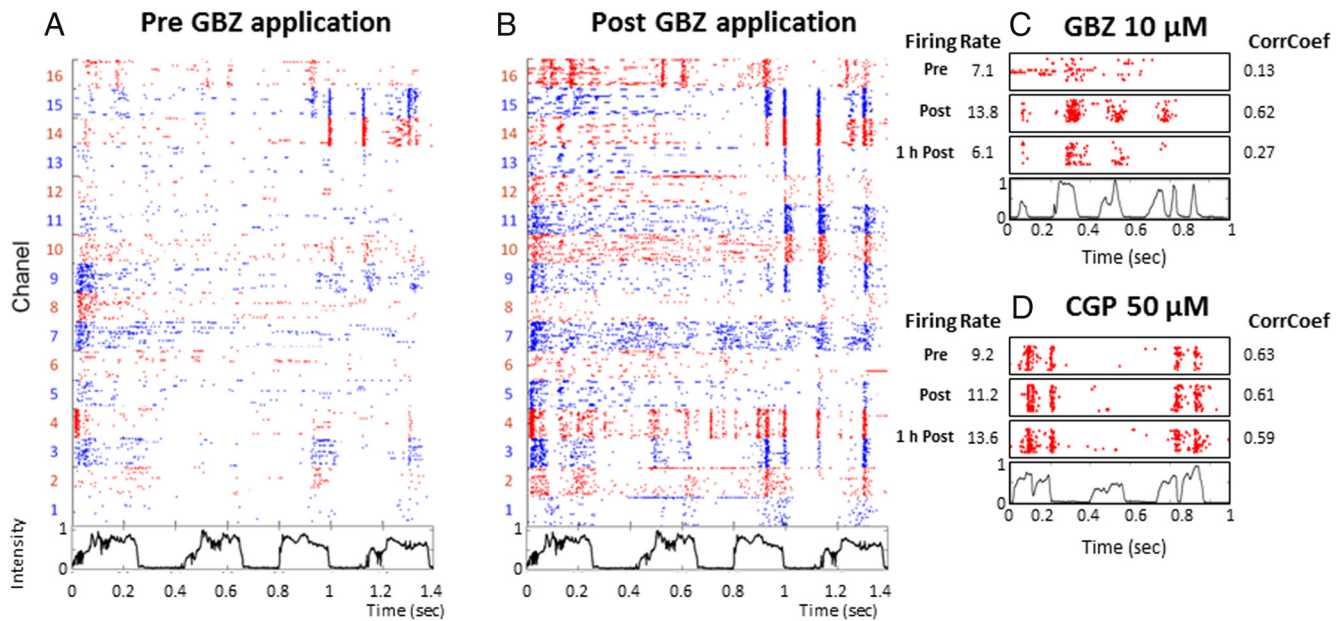 A Pre GBZ application
Chanel
16
15
14
13
12
11
10
9
8
7
6
5
4
3
2
1
Intensity
1
0
0 0.2 0.4 0.6 0.8 1 1.2 1.4
Time (sec)
B Post GBZ application
16
15
14
13
12
11
10
9
8
7
6
5
4
3
2
1
1
0
0 0.2 0.4 0.6 0.8 1 1.2 1.4
Time (sec)
C GBZ 10 µM
Firing Rate CorrCoef
Pre 7.1 0.13
Post 13.8 0.62
1 h Post 6.1 0.27
1
0
0 0.2 0.4 0.6 0.8 1
Time (sec)
D CGP 50 µM
Firing Rate CorrCoef
Pre 9.2 0.63
Post 11.2 0.61
1 h Post 13.6 0.59
1
0
0 0.2 0.4 0.6 0.8 1
Time (sec)